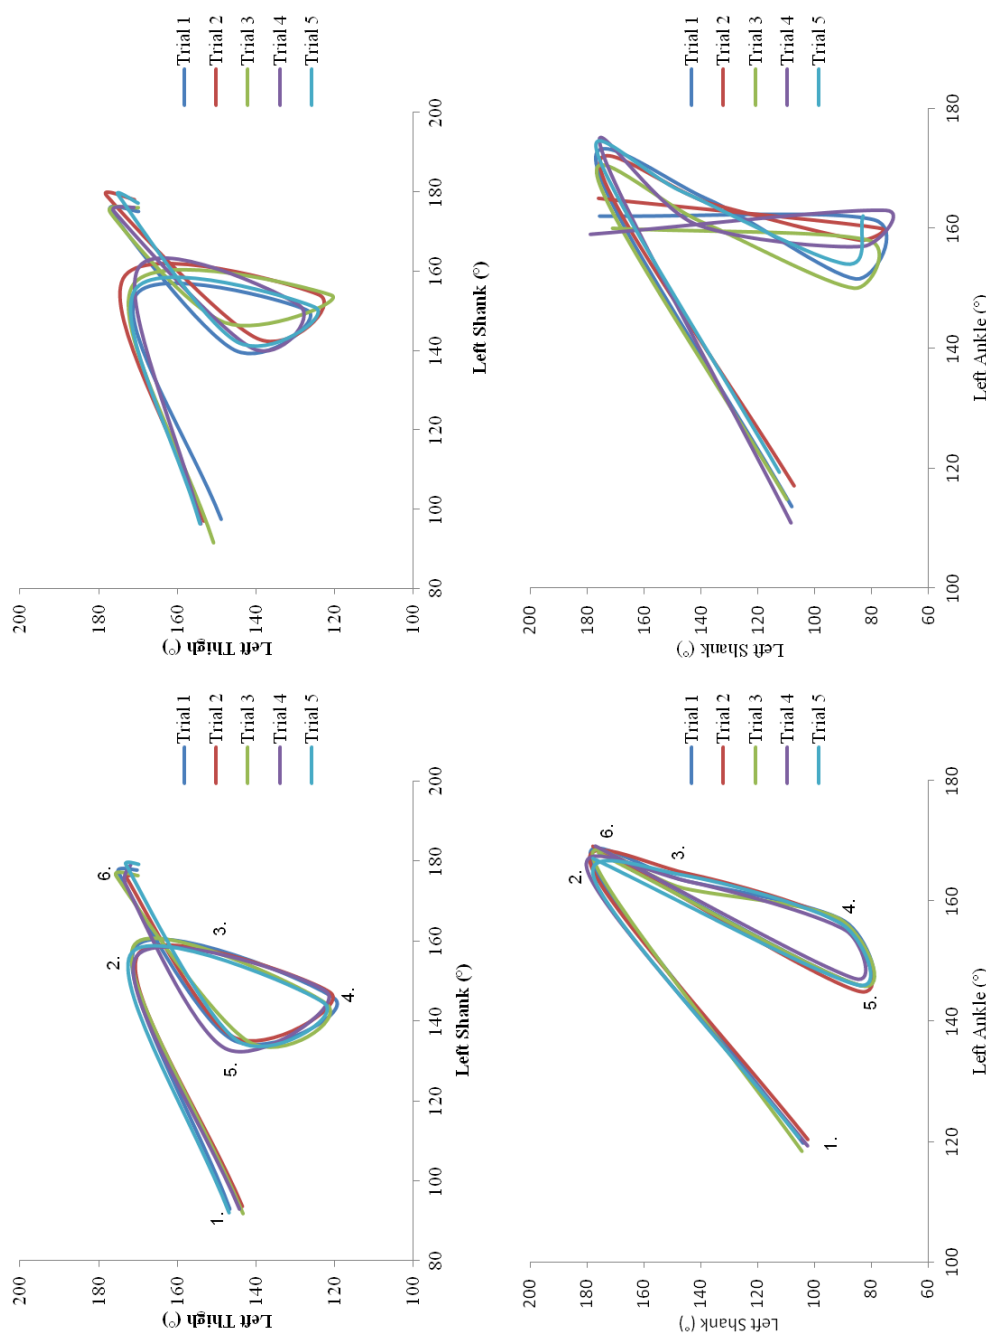 200
180
160
140
120
100
Left Thigh (°)
6.
2.
3.
4.
5.
1.
Trial 1
Trial 2
Trial 3
Trial 4
Trial 5
80
100
120
140
160
180
200
Left Shank (°)
200
180
160
140
120
100
Left Thigh (°)
Trial 1
Trial 2
Trial 3
Trial 4
Trial 5
80
100
120
140
160
180
200
Left Shank (°)
200
180
160
140
120
100
80
60
Left Shank (°)
2.
6.
3.
4.
5.
1.
Trial 1
Trial 2
Trial 3
Trial 4
Trial 5
100
120
140
160
180
Left Ankle (°)
200
180
160
140
120
100
80
60
Left Shank (°)
Trial 1
Trial 2
Trial 3
Trial 4
Trial 5
100
120
140
160
180
Left Ankle (°)